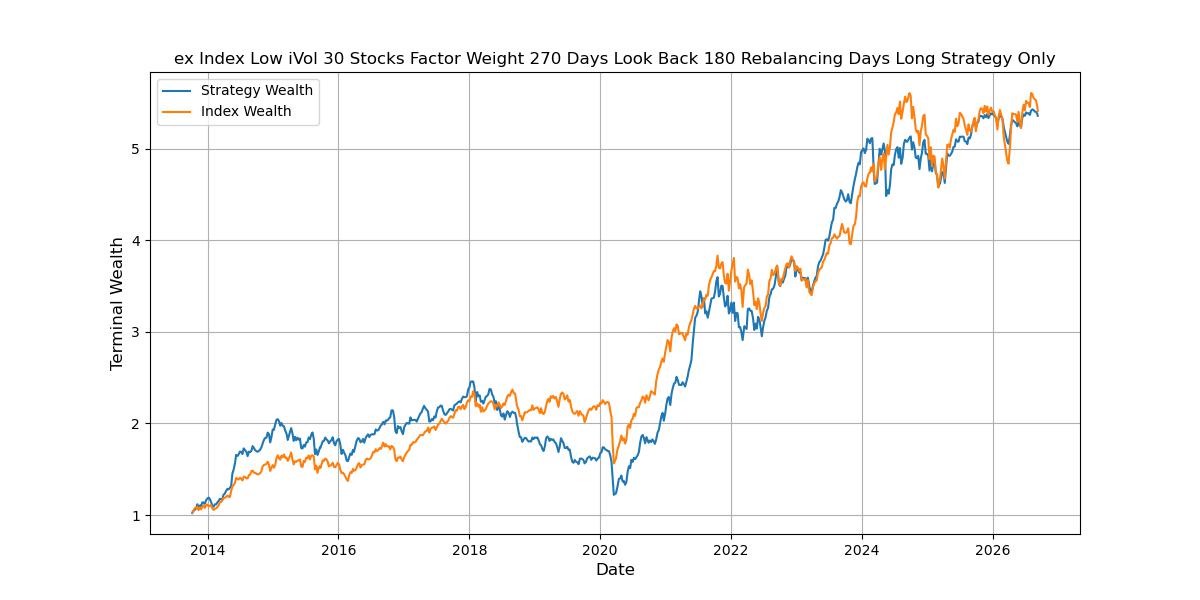 ex Index Low iVol 30 Stocks Factor Weight 270 Days Look Back 180 Rebalancing Days Long Strategy Only
Strategy Wealth
Index Wealth
Terminal Wealth
5
4
3
2
1
2014 2016 2018 2020 2022 2024 2026
Date